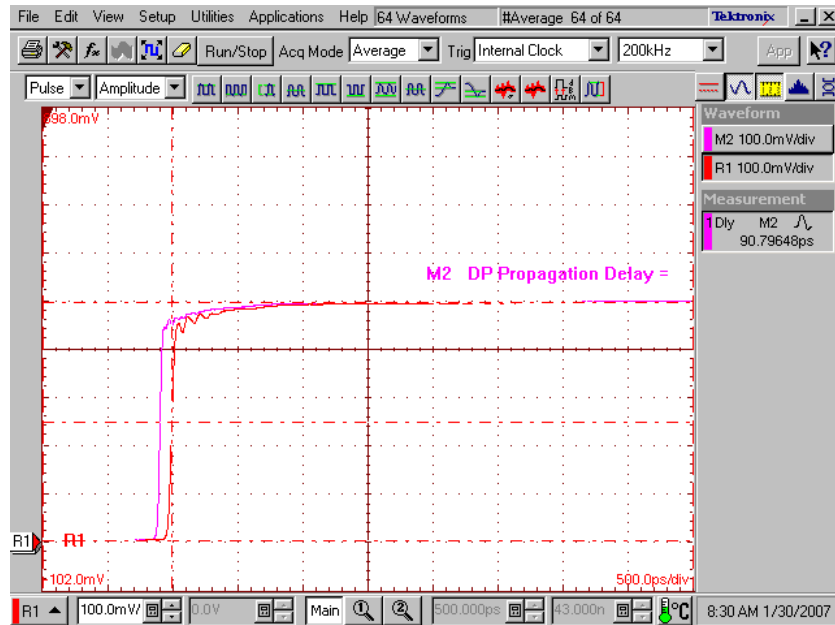 File Edit View Setup Utilities Applications Help 64 Waveforms #Average 64 of 64 Tektronix
Run/Stop Acq Mode Average Trig Internal Clock 200kHz App
Pulse Amplitude
698.0mV
Waveform
M2 100.0mV/div
R1 100.0mV/div
Measurement
1 Dly M2
90.79648ps
M2 DP Propagation Delay =
R1 R1
-102.0mV 500.0ps/div
R1 100.0mV/ 0.0V Main 1 2 500.000ps 43.000n °C 8:30 AM 1/30/2007